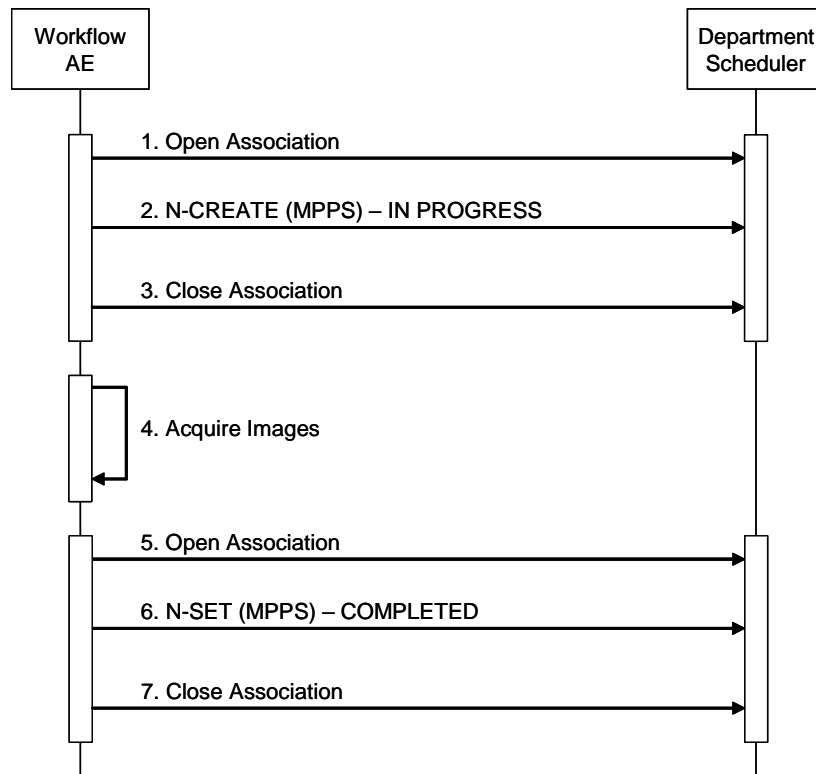 Workflow
AE
Department
Scheduler
1. Open Association
2. N-CREATE (MPPS) – IN PROGRESS
3. Close Association
4. Acquire Images
5. Open Association
6. N-SET (MPPS) – COMPLETED
7. Close Association